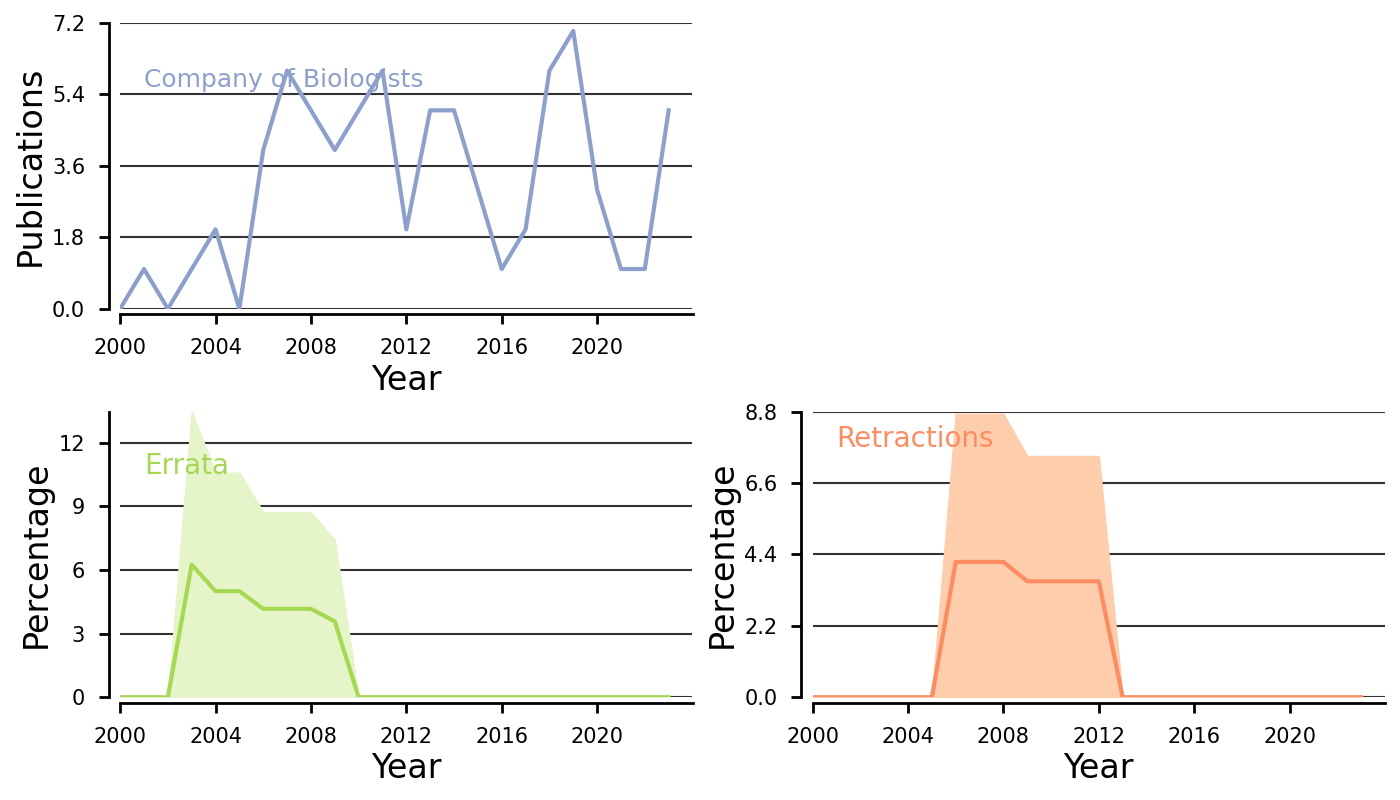 7.2
Company of Biologists
5.4
3.6
1.8
0.0
Publications
2000 2004 2008 2012 2016 2020
Year
12
Errata
9
6
3
0
Percentage
2000 2004 2008 2012 2016 2020
Year
8.8
Retractions
6.6
4.4
2.2
0.0
Percentage
2000 2004 2008 2012 2016 2020
Year